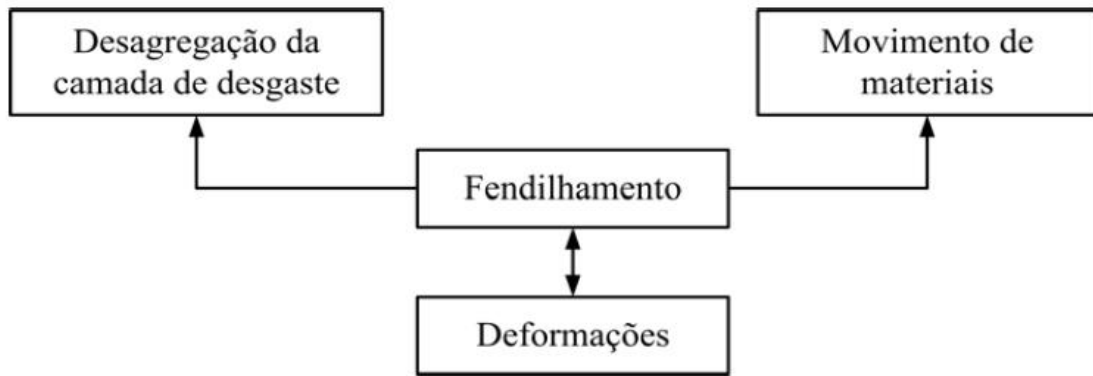 Desagregação da
camada de desgaste
Movimento de
materiais
Fendilhamento
Deformações